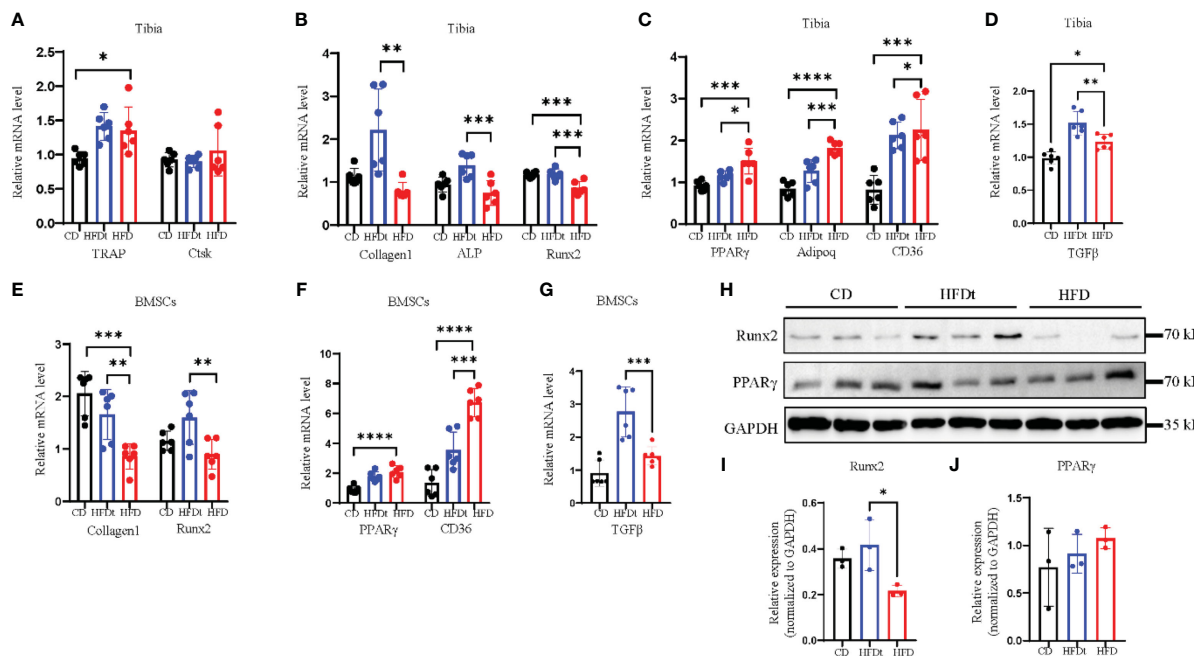 A
Tibia
Relative mRNA level
2.5
2.0
1.5
1.0
0.5
0.0
*
CD HFDt HFD CD HFDt HFD
TRAP Ctsk
B
Tibia
Relative mRNA level
4
3
2
1
0
** *** *** ***
CD HFDt HFD CD HFDt HFD CD HFDt HFD
Collagen1 ALP Runx2
C
Tibia
Relative mRNA level
4
3
2
1
0
*** * **** *** *** *
CD HFDt HFD CD HFDt HFD CD HFDt HFD
PPARγ Adipoq CD36
D
Tibia
Relative mRNA level
2.0
1.5
1.0
0.5
0.0
* **
CD HFDt HFD
TGFβ
E
BMSCs
Relative mRNA level
3
2
1
0
*** ** **
CD HFDt HFD CD HFDt HFD
Collagen1 Runx2
F
BMSCs
Relative mRNA level
10
8
6
4
2
0
**** **** ***
CD HFDt HFD CD HFDt HFD
PPARγ CD36
G
BMSCs
Relative mRNA level
4
3
2
1
0
***
CD HFDt HFD
TGFβ
H
CD HFDt HFD
Runx2 70 kD
PPARγ 70 kD
GAPDH 35 kD
I
Runx2
Relative expression
(normalized to GAPDH)
0.6
0.4
0.2
0.0
*
CD HFDt HFD
J
PPARγ
Relative expression
(normalized to GAPDH)
1.5
1.0
0.5
0.0
CD HFDt HFD